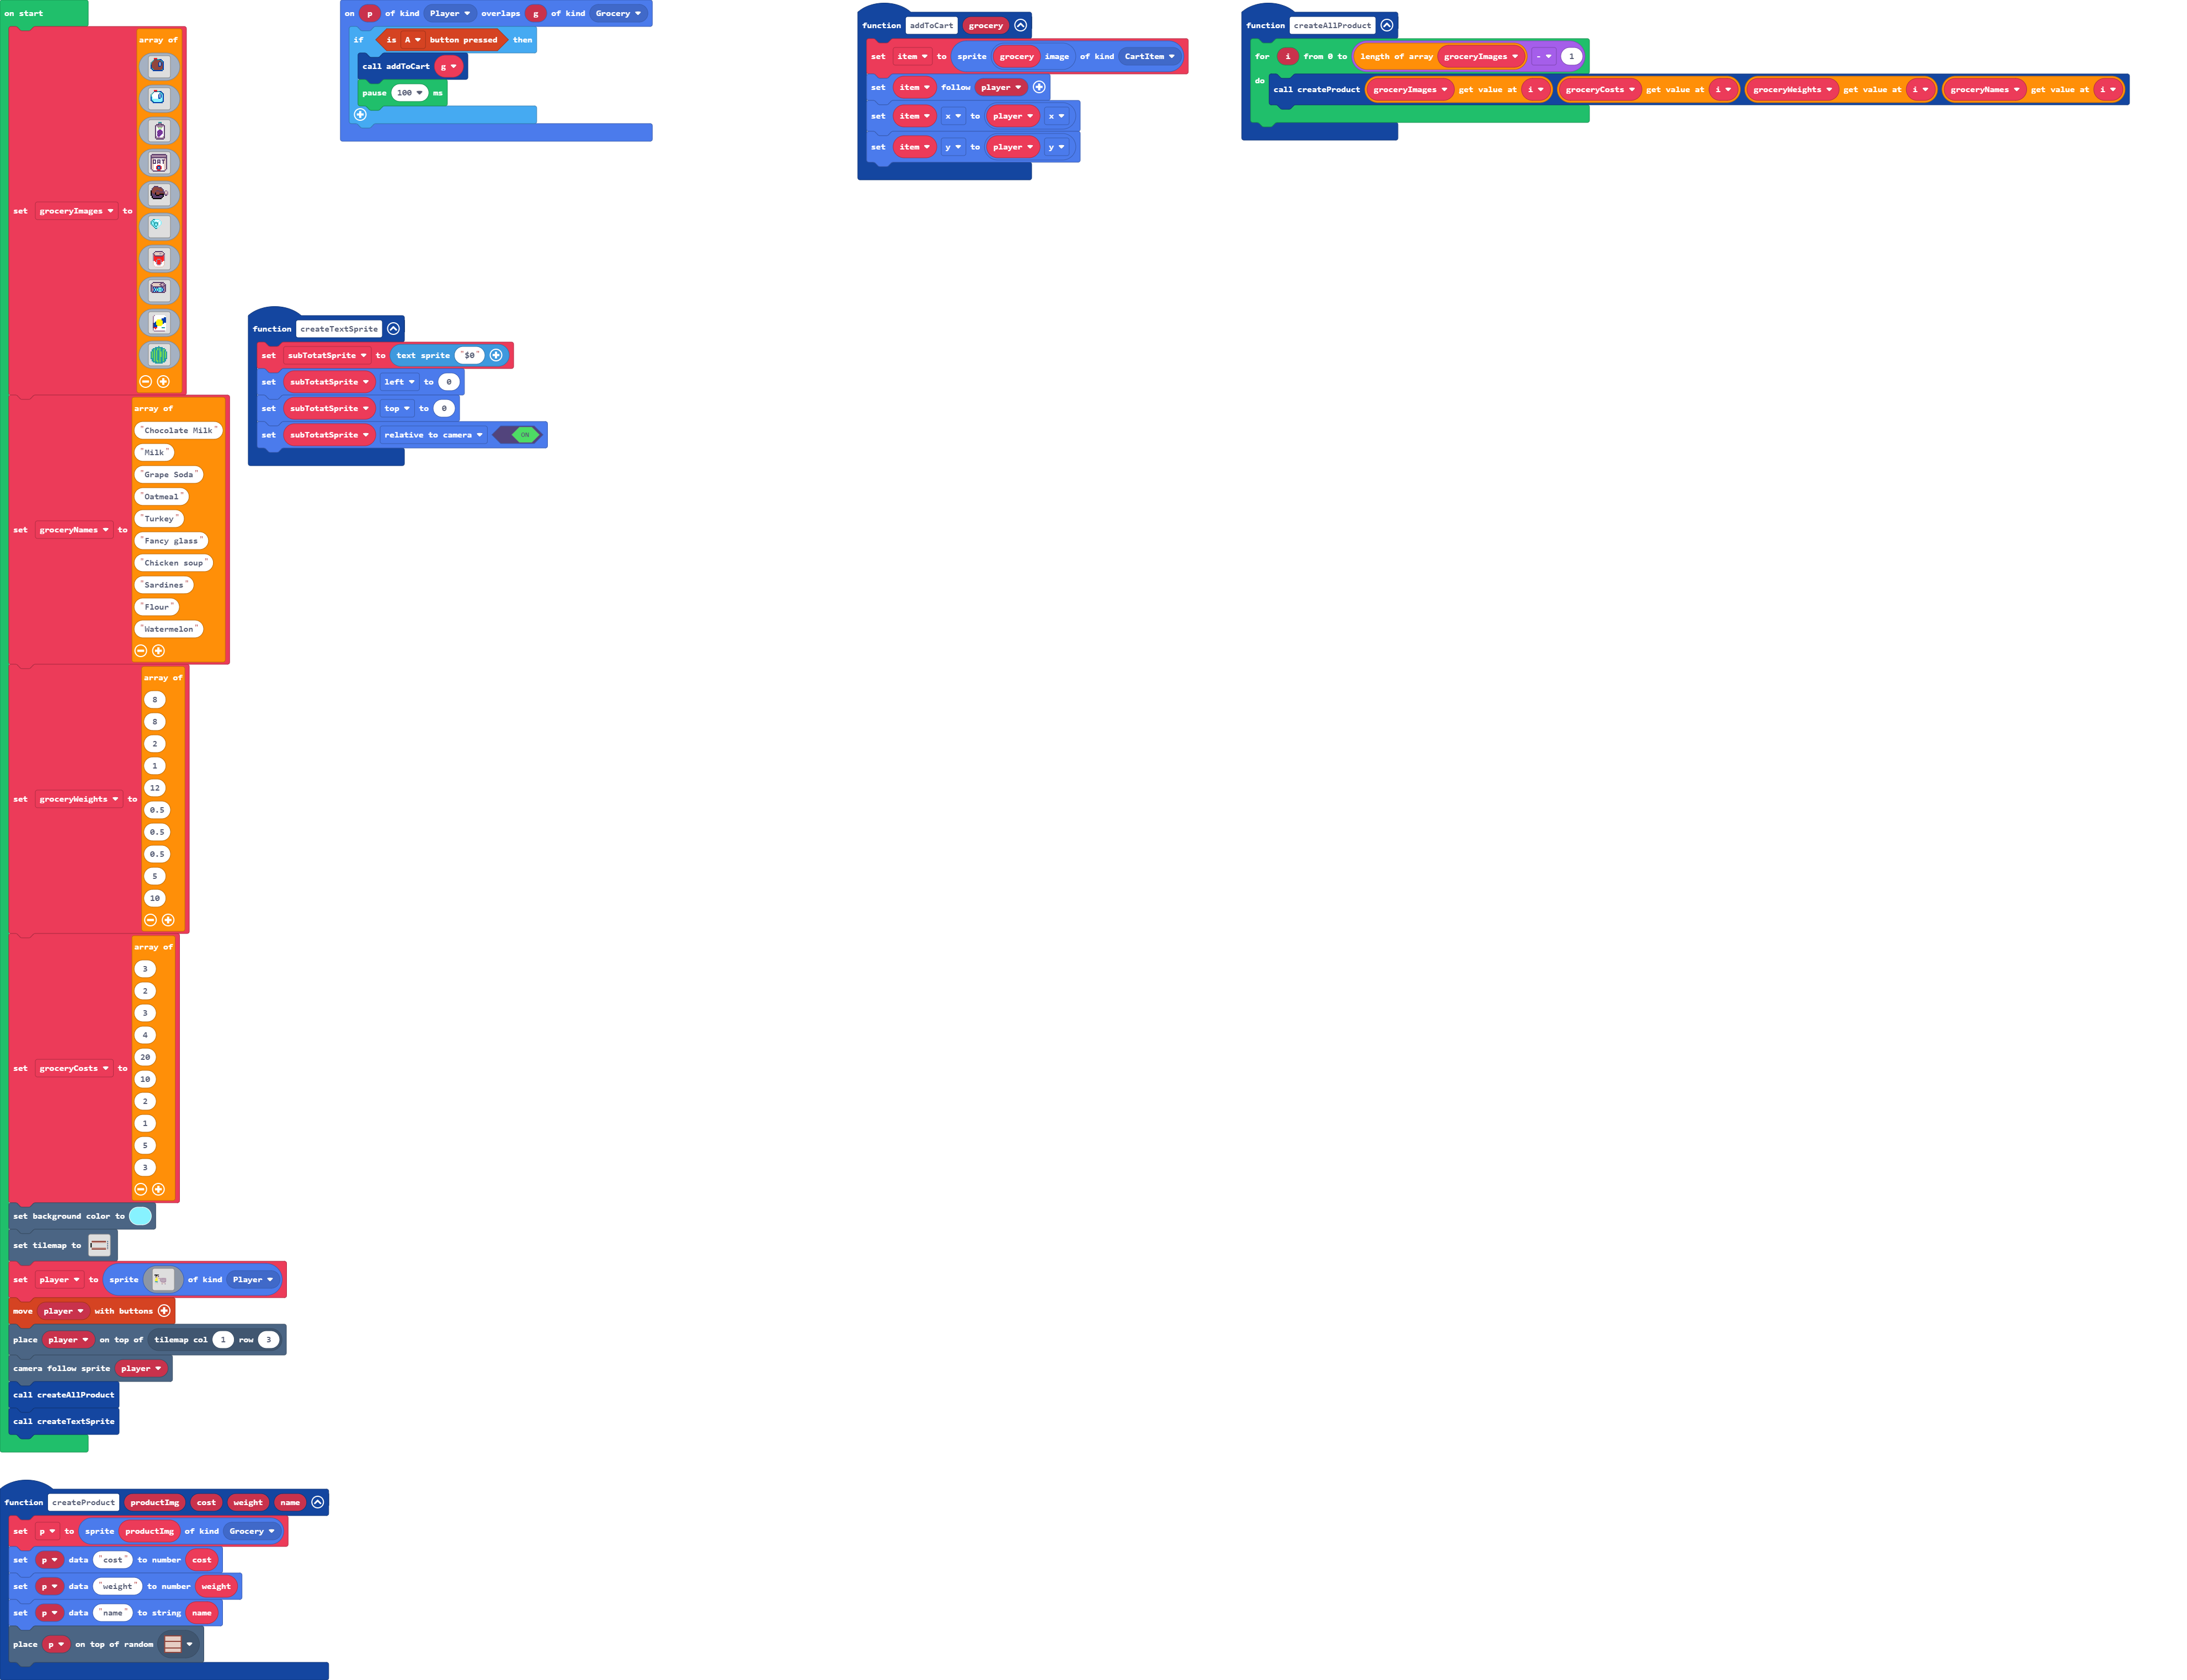 on start
set groceryImages to array of
DAT
set groceryNames to array of
"Chocolate Milk"
"Milk"
"Grape Soda"
"Oatmeal"
"Turkey"
"Fancy glass"
"Chicken soup"
"Sardines"
"Flour"
"Watermelon"
set groceryWeights to array of
8
8
2
1
12
0.5
0.5
0.5
5
10
set groceryCosts to array of
3
2
3
4
20
10
2
1
5
3
set background color to
set tilemap to
set player to sprite of kind Player
move player with buttons
place player on top of tilemap col 1 row 3
camera follow sprite player
call createAllProduct
call createTextSprite
function createProduct productImg cost weight name
set p to sprite productImg of kind Grocery
set p data "cost" to number cost
set p data "weight" to number weight
set p data "name" to string name
place p on top of random
on p of kind Player overlaps g of kind Grocery
if is A button pressed then
call addToCart g
pause 100 ms
function createTextSprite
set subTotatSprite to text sprite "$0"
set subTotatSprite left to 0
set subTotatSprite top to 0
set subTotatSprite relative to camera ON
function addToCart grocery
set item to sprite grocery image of kind CartItem
set item follow player
set item x to player x
set item y to player y
function createAllProduct
for i from 0 to length of array groceryImages - 1
do call createProduct groceryImages get value at i groceryCosts get value at i groceryWeights get value at i groceryNames get value at i